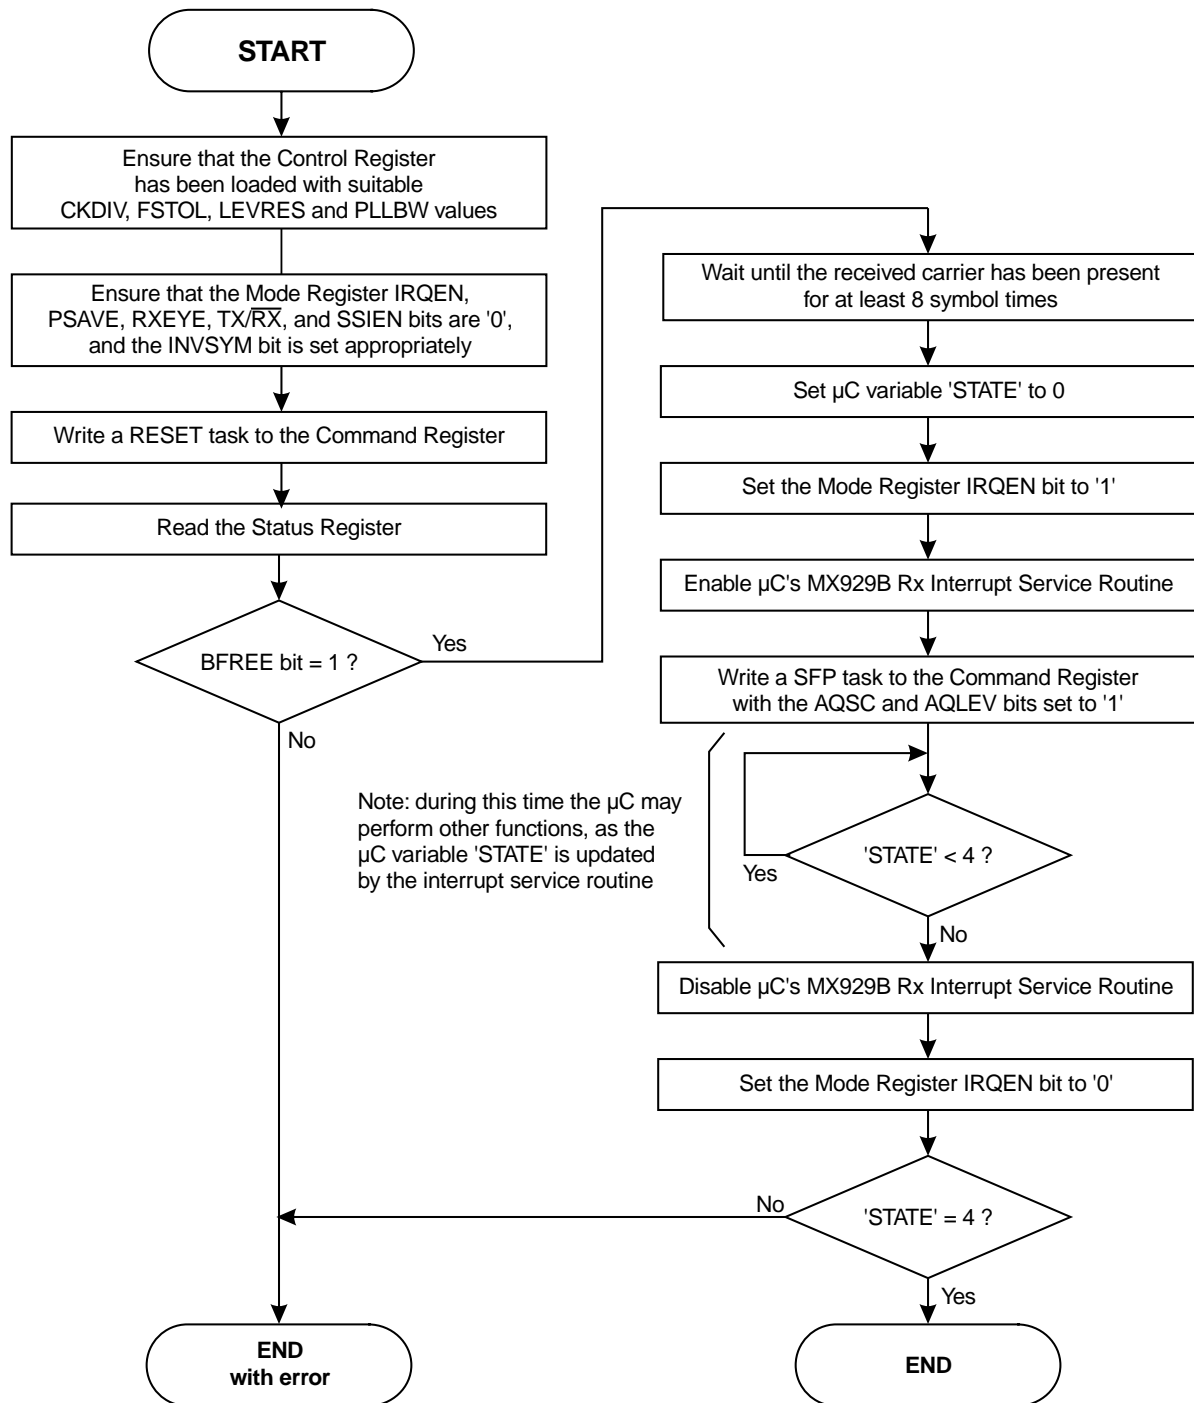 START
Ensure that the Control Register
has been loaded with suitable
CKDIV, FSTOL, LEVRES and PLLBW values
Ensure that the Mode Register IRQEN,
PSAVE, RXEYE, TX/R̅X̅, and SSIEN bits are '0',
and the INVSYM bit is set appropriately
Write a RESET task to the Command Register
Read the Status Register
BFREE bit = 1 ?
Yes
No
Wait until the received carrier has been present
for at least 8 symbol times
Set µC variable 'STATE' to 0
Set the Mode Register IRQEN bit to '1'
Enable µC's MX929B Rx Interrupt Service Routine
Write a SFP task to the Command Register
with the AQSC and AQLEV bits set to '1'
Note: during this time the µC may
perform other functions, as the
µC variable 'STATE' is updated
by the interrupt service routine
'STATE' < 4 ?
Yes
No
Disable µC's MX929B Rx Interrupt Service Routine
Set the Mode Register IRQEN bit to '0'
'STATE' = 4 ?
No
Yes
END
with error
END